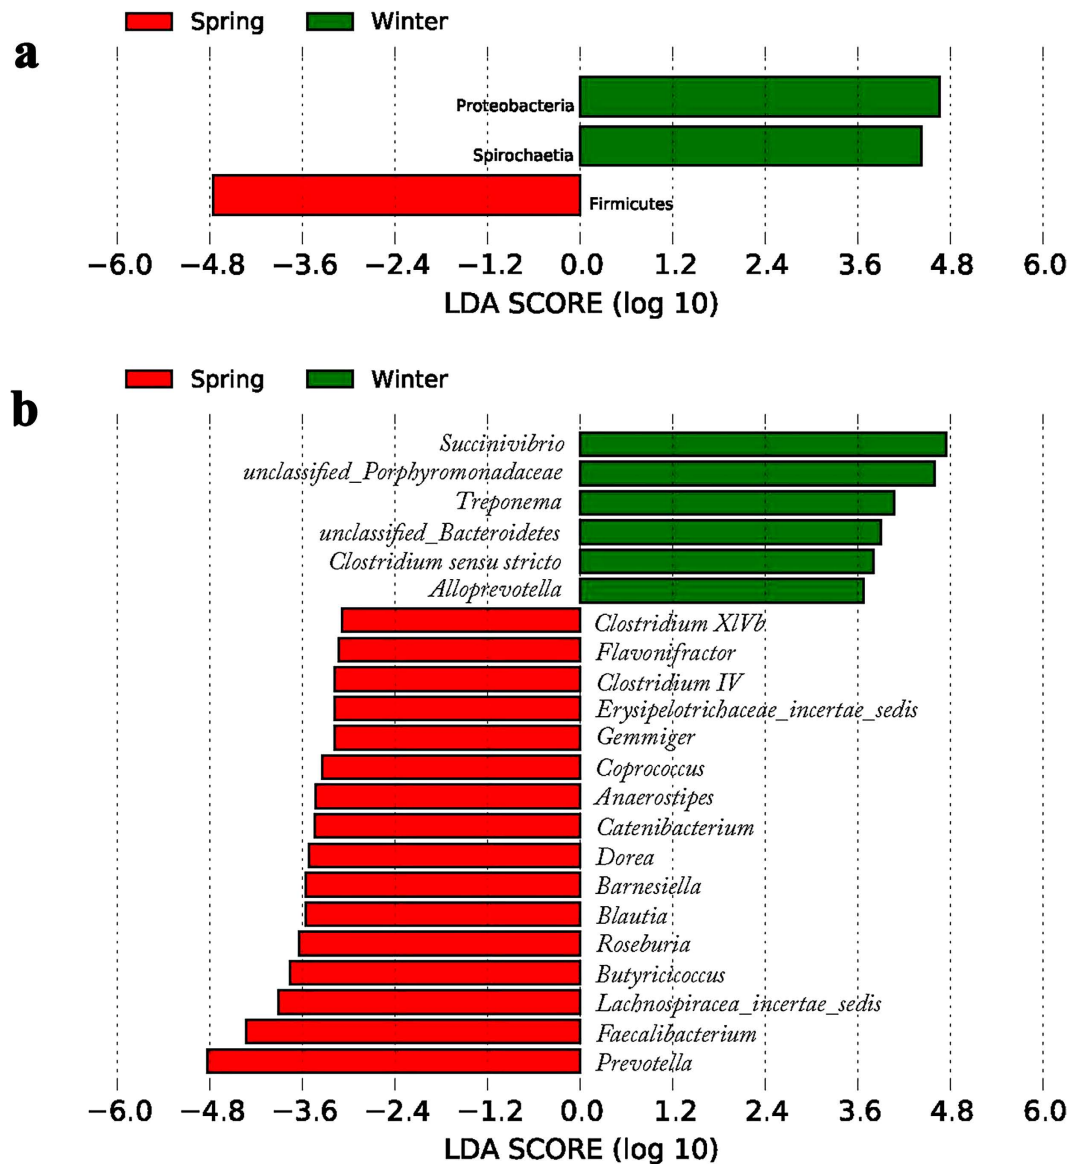 Spring Winter
a
Proteobacteria
Spirochaetia
Firmicutes
−6.0 −4.8 −3.6 −2.4 −1.2 0.0 1.2 2.4 3.6 4.8 6.0
LDA SCORE (log 10)
Spring Winter
b
Succinivibrio
unclassified_Porphyromonadaceae
Treponema
unclassified_Bacteroidetes
Clostridium sensu stricto
Alloprevotella
Clostridium XlVb
Flavonifractor
Clostridium IV
Erysipelotrichaceae_incertae_sedis
Gemmiger
Coprococcus
Anaerostipes
Catenibacterium
Dorea
Barnesiella
Blautia
Roseburia
Butyricicoccus
Lachnospiracea_incertae_sedis
Faecalibacterium
Prevotella
−6.0 −4.8 −3.6 −2.4 −1.2 0.0 1.2 2.4 3.6 4.8 6.0
LDA SCORE (log 10)